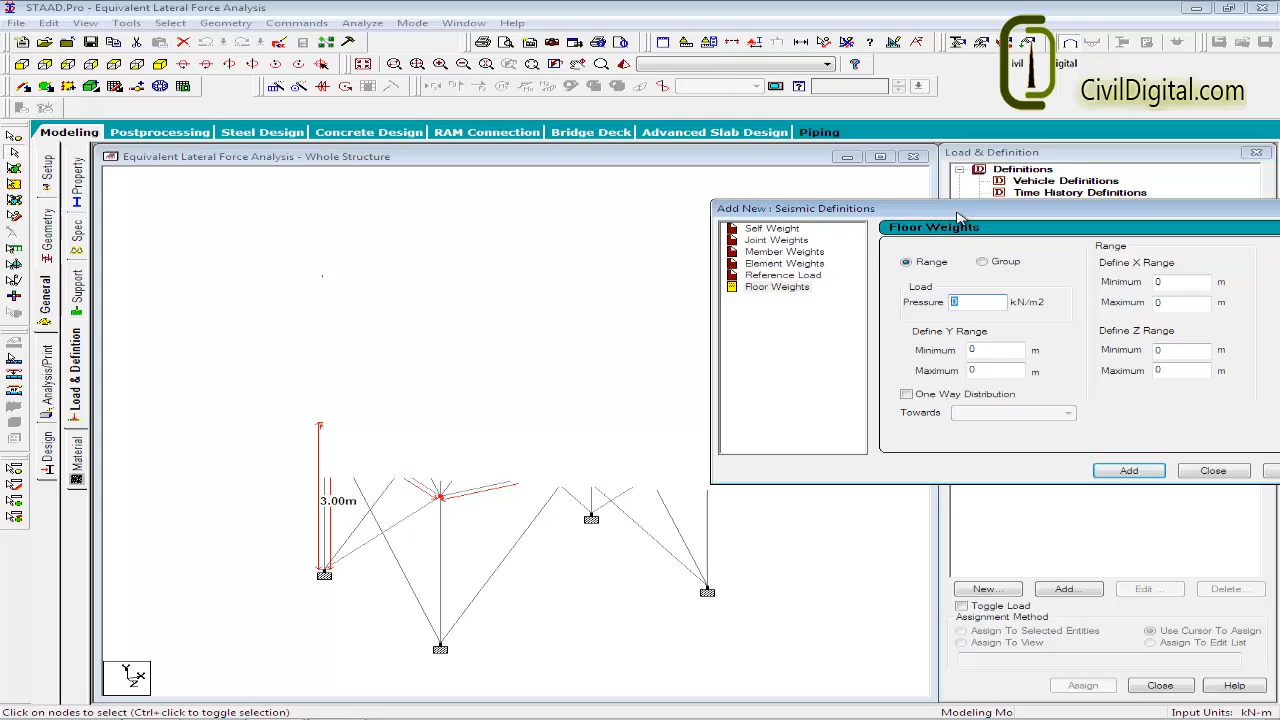 STAAD.Pro - Equivalent Lateral Force Analysis
File Edit View Tools Select Geometry Commands Analyze Mode Window Help
ivil igital
CivilDigital.com
Modeling Postprocessing Steel Design Concrete Design RAM Connection Bridge Deck Advanced Slab Design Piping
Setup
Geometry
General
Analysis/Print
Design
Property
Spec
Support
Load & Definition
Material
Equivalent Lateral Force Analysis - Whole Structure
3.00m
Y
X
Z
Load & Definition
Definitions
Vehicle Definitions
Time History Definitions
Add New : Seismic Definitions
Self Weight
Joint Weights
Member Weights
Element Weights
Reference Load
Floor Weights
Floor Weights
Range Group
Load
Pressure 0 kN/m2
Define Y Range
Minimum 0 m
Maximum 0 m
One Way Distribution
Towards
Range
Define X Range
Minimum 0 m
Maximum 0 m
Define Z Range
Minimum 0 m
Maximum 0 m
Add Close
New... Add... Edit ... Delete...
Toggle Load
Assignment Method
Assign To Selected Entities Use Cursor To Assign
Assign To View Assign To Edit List
Assign Close Help
Click on nodes to select (Ctrl+click to toggle selection) Modeling Mo Input Units: kN-m